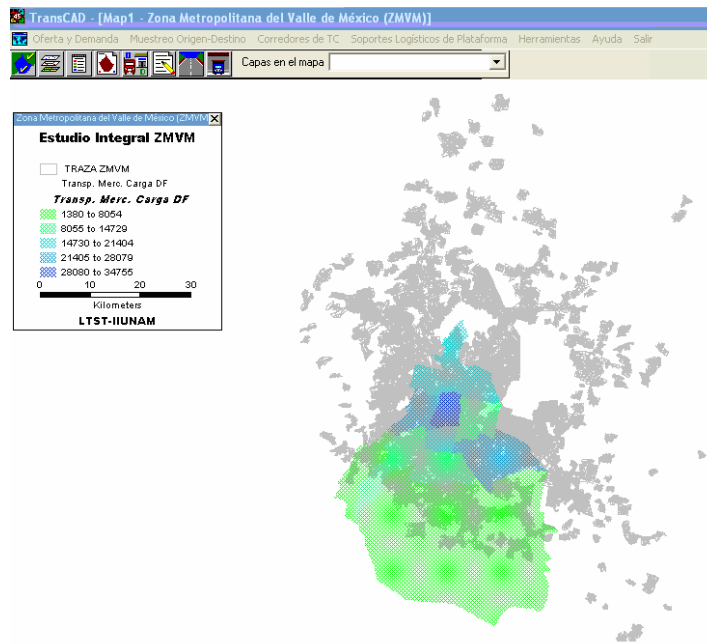 TransCAD - [Map1 - Zona Metropolitana del Valle de México (ZMVM)]
Oferta y Demanda Muestreo Origen-Destino Corredores de TC Soportes Logísticos de Plataforma Herramientas Ayuda Salir
Capas en el mapa
Zona Metropolitana del Valle de México (ZMVM)
Estudio Integral ZMVM
TRAZA ZMVM
Transp. Merc. Carga DF
Transp. Merc. Carga DF
1380 to 8054
8055 to 14729
14730 to 21404
21405 to 28079
28080 to 34755
0 10 20 30
Kilometers
LTST-IIUNAM